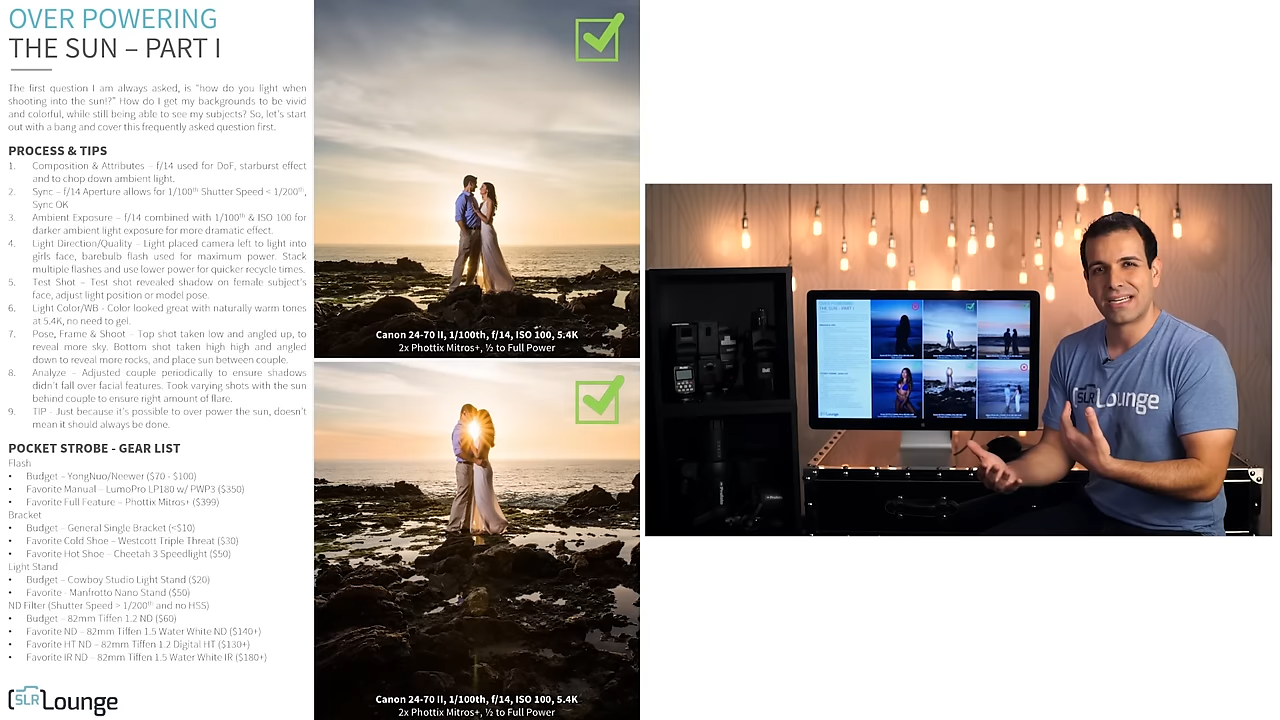 OVER POWERING
THE SUN – PART I
The first question I am always asked, is "how do you light when
shooting into the sun!?" How do I get my backgrounds to be vivid
and colorful, while still being able to see my subjects? So, let's start
out with a bang and cover this frequently asked question first.
PROCESS & TIPS
1. Composition & Attributes – f/14 used for DoF, starburst effect
and to chop down ambient light.
2. Sync – f/14 Aperture allows for 1/100th Shutter Speed < 1/200th,
Sync OK
3. Ambient Exposure – f/14 combined with 1/100th & ISO 100 for
darker ambient light exposure for more dramatic effect.
4. Light Direction/Quality – Light placed camera left to light into
girls face, barebulb flash used for maximum power. Stack
multiple flashes and use lower power for quicker recycle times.
5. Test Shot – Test shot revealed shadow on female subject's
face, adjust light position or model pose.
6. Light Color/WB - Color looked great with naturally warm tones
at 5.4K, no need to gel.
7. Pose, Frame & Shoot – Top shot taken low and angled up, to
reveal more sky. Bottom shot taken high high and angled
down to reveal more rocks, and place sun between couple.
8. Analyze – Adjusted couple periodically to ensure shadows
didn't fall over facial features. Took varying shots with the sun
behind couple to ensure right amount of flare.
9. TIP - Just because it's possible to over power the sun, doesn't
mean it should always be done.
POCKET STROBE - GEAR LIST
Flash
• Budget – YongNuo/Neewer ($70 - $100)
• Favorite Manual – LumoPro LP180 w/ PWP3 ($350)
• Favorite Full Feature – Phottix Mitros+ ($399)
Bracket
• Budget – General Single Bracket (<$10)
• Favorite Cold Shoe – Westcott Triple Threat ($30)
• Favorite Hot Shoe – Cheetah 3 Speedlight ($50)
Light Stand
• Budget – Cowboy Studio Light Stand ($20)
• Favorite - Manfrotto Nano Stand ($50)
ND Filter (Shutter Speed > 1/200th and no HSS)
• Budget – 82mm Tiffen 1.2 ND ($60)
• Favorite ND – 82mm Tiffen 1.5 Water White ND ($140+)
• Favorite HT ND – 82mm Tiffen 1.2 Digital HT ($130+)
• Favorite IR ND – 82mm Tiffen 1.5 Water White IR ($180+)
SLR Lounge
Canon 24-70 II, 1/100th, f/14, ISO 100, 5.4K
2x Phottix Mitros+, ½ to Full Power
Canon 24-70 II, 1/100th, f/14, ISO 100, 5.4K
2x Phottix Mitros+, ½ to Full Power
OVER POWERING
THE SUN – PART I
Lounge
SLR Lounge